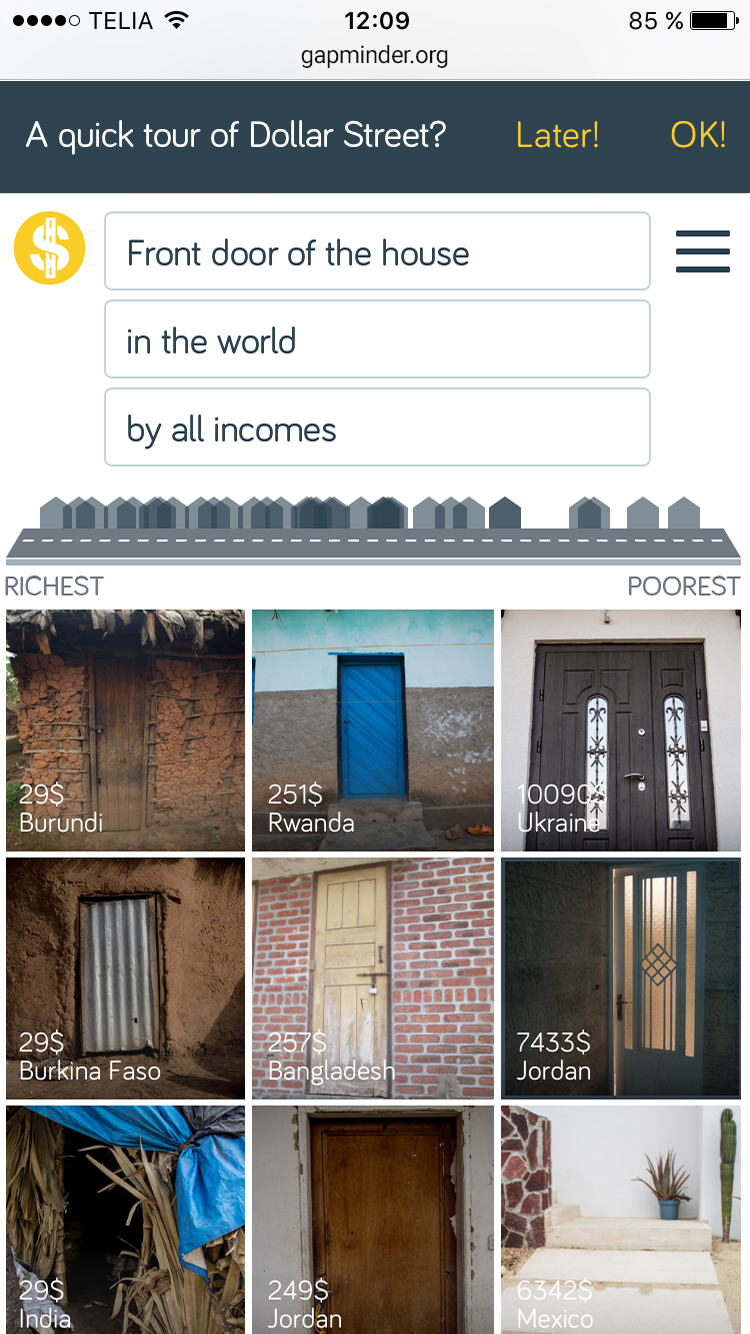 TELIA 12:09 85 %
gapminder.org
A quick tour of Dollar Street? Later! OK!
$
Front door of the house
in the world
by all incomes
RICHEST POOREST
29$ 251$ 10090$
Burundi Rwanda Ukraine
29$ 257$ 7433$
Burkina Faso Bangladesh Jordan
29$ 249$ 6342$
India Jordan Mexico